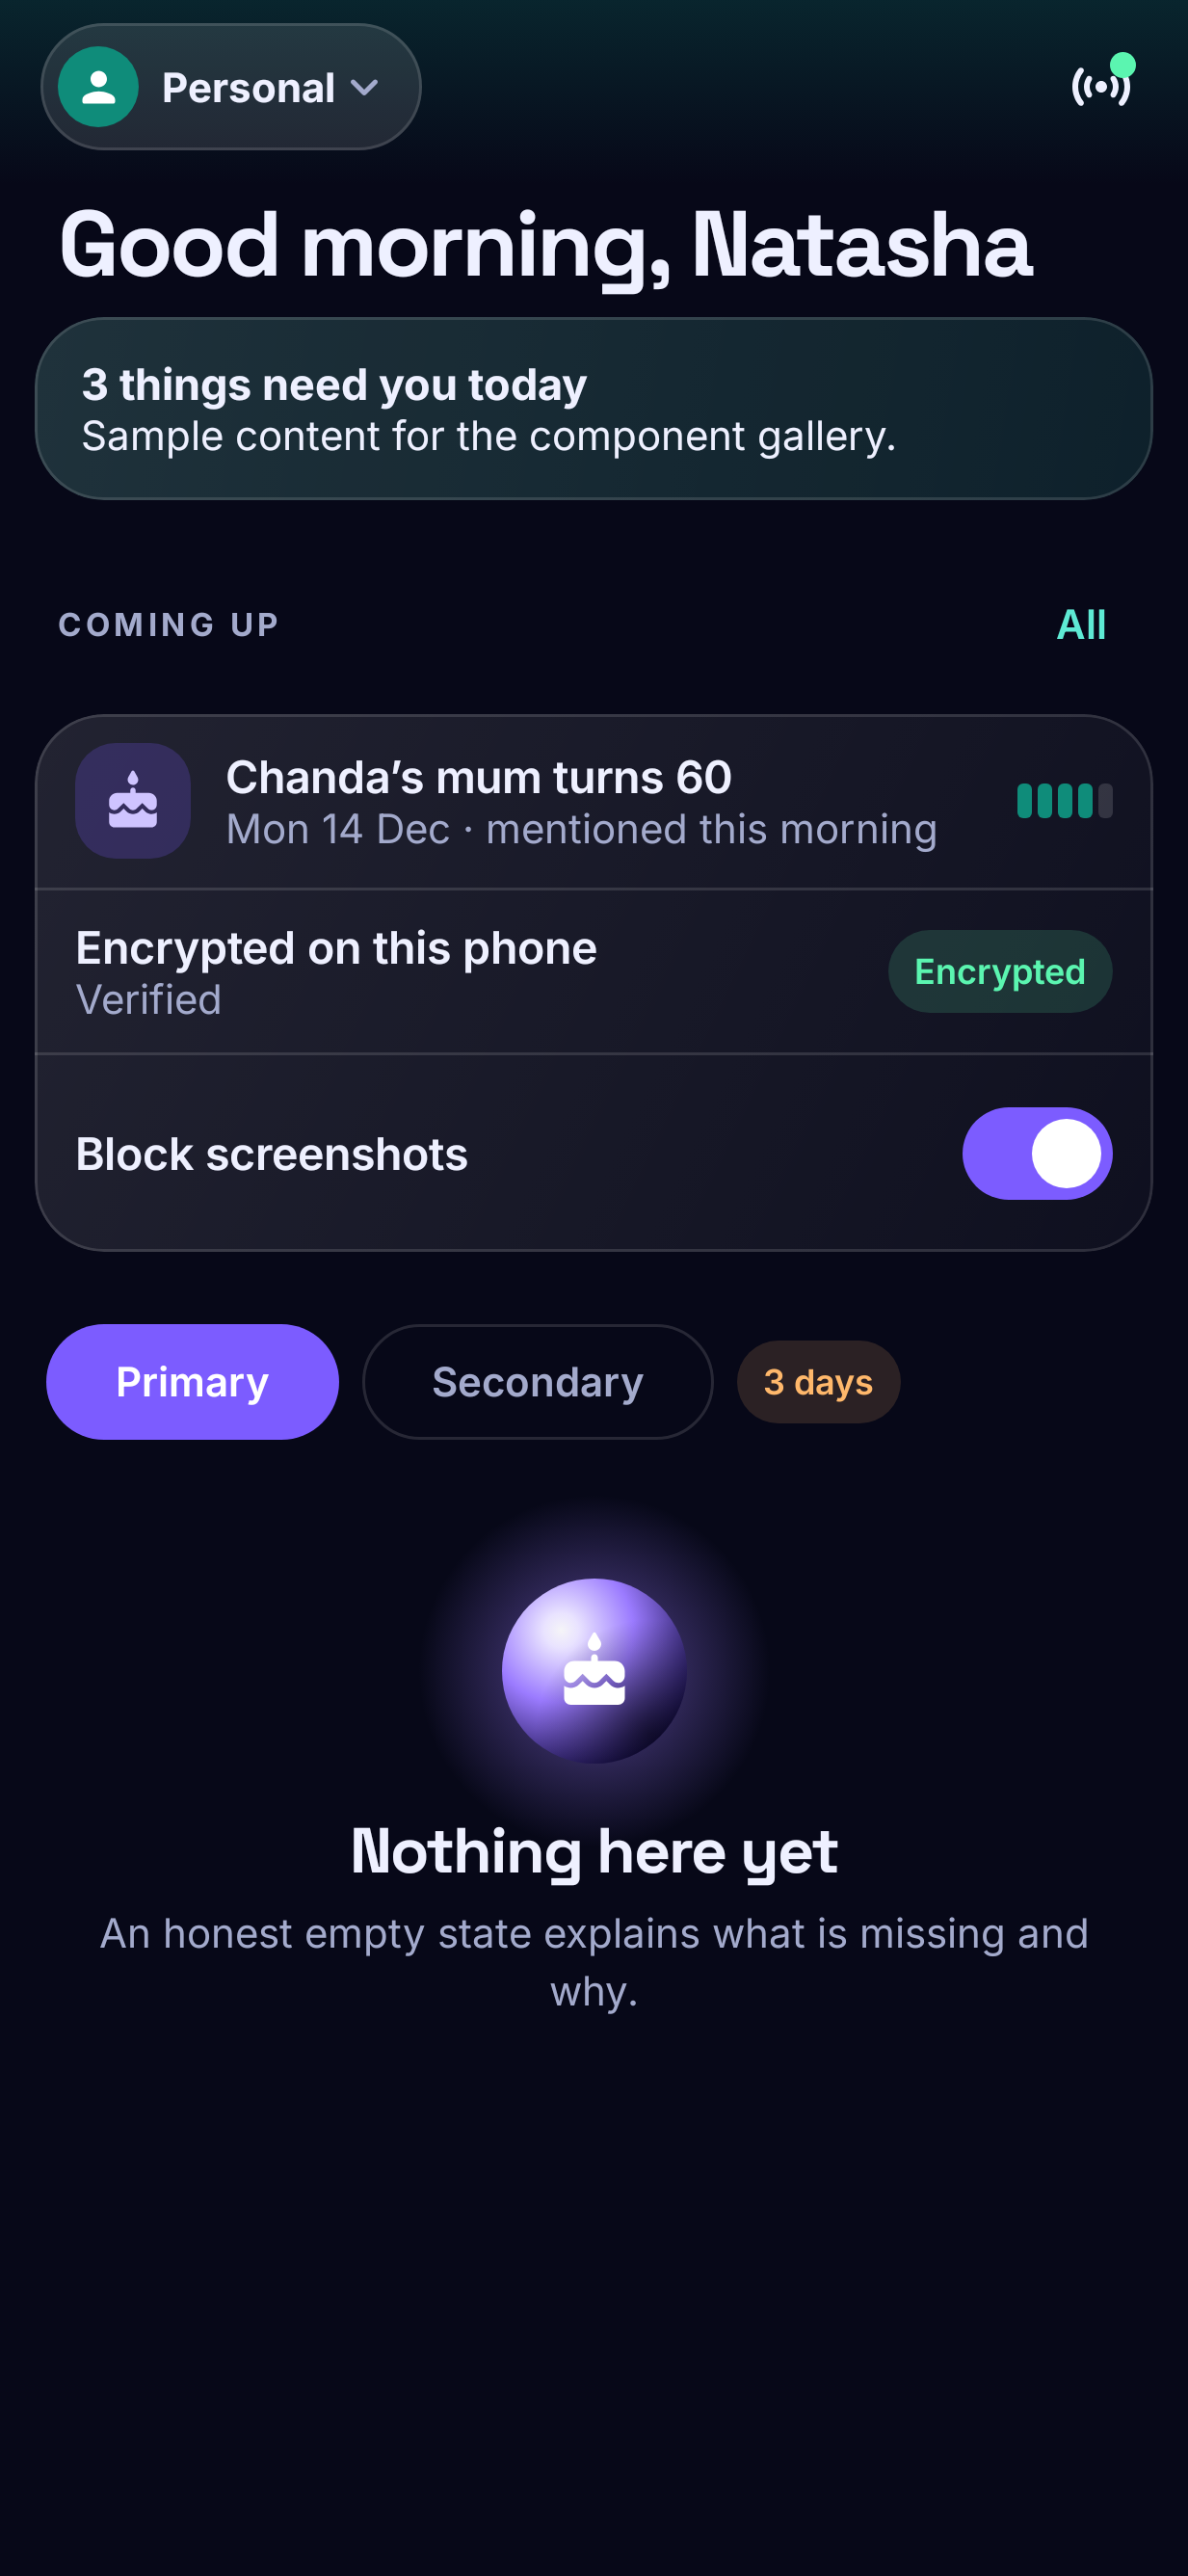 Personal
Good morning, Natasha
3 things need you today
Sample content for the component gallery.
COMING UP
All
Chanda’s mum turns 60
Mon 14 Dec · mentioned this morning
Encrypted on this phone
Encrypted
Verified
Block screenshots
Primary
Secondary
3 days
Nothing here yet
An honest empty state explains what is missing and
why.